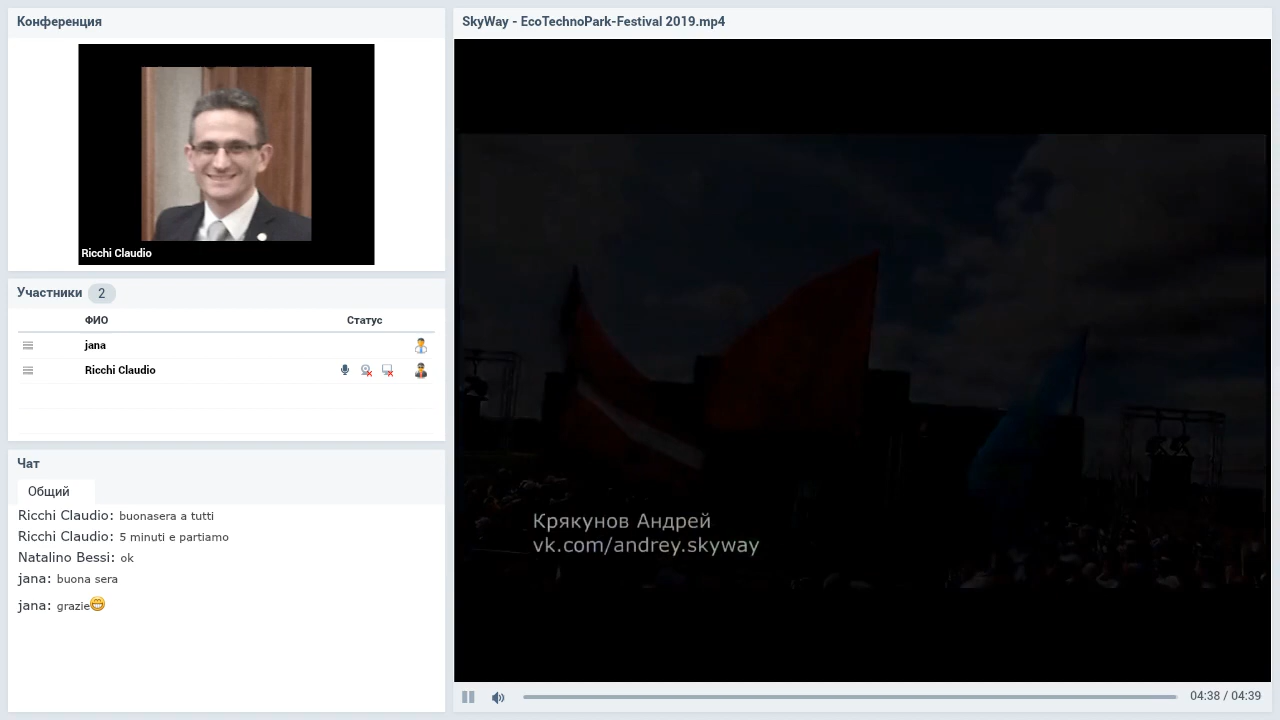 Конференция
Ricchi Claudio
Участники 2
ФИО Статус
jana
Ricchi Claudio
Чат
Общий
Ricchi Claudio: buonasera a tutti
Ricchi Claudio: 5 minuti e partiamo
Natalino Bessi: ok
jana: buona sera
jana: grazie
SkyWay - EcoTechnoPark-Festival 2019.mp4
Крякунов Андрей
vk.com/andrey.skyway
04:38 / 04:39